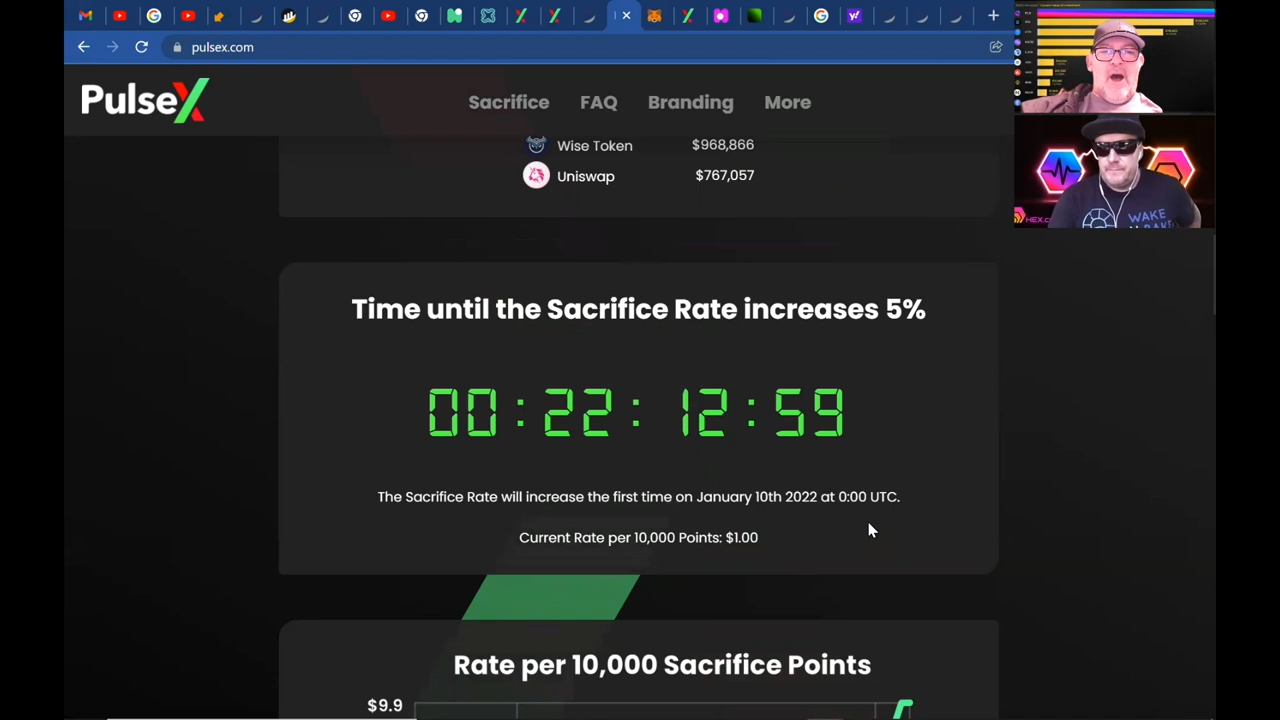 pulsex.com
PulseX
Sacrifice FAQ Branding More
Wise Token $968,866
Uniswap $767,057
Time until the Sacrifice Rate increases 5%
00:22:12:59
The Sacrifice Rate will increase the first time on January 10th 2022 at 0:00 UTC.
Current Rate per 10,000 Points: $1.00
Rate per 10,000 Sacrifice Points
$9.9
HEX.c
WAKE